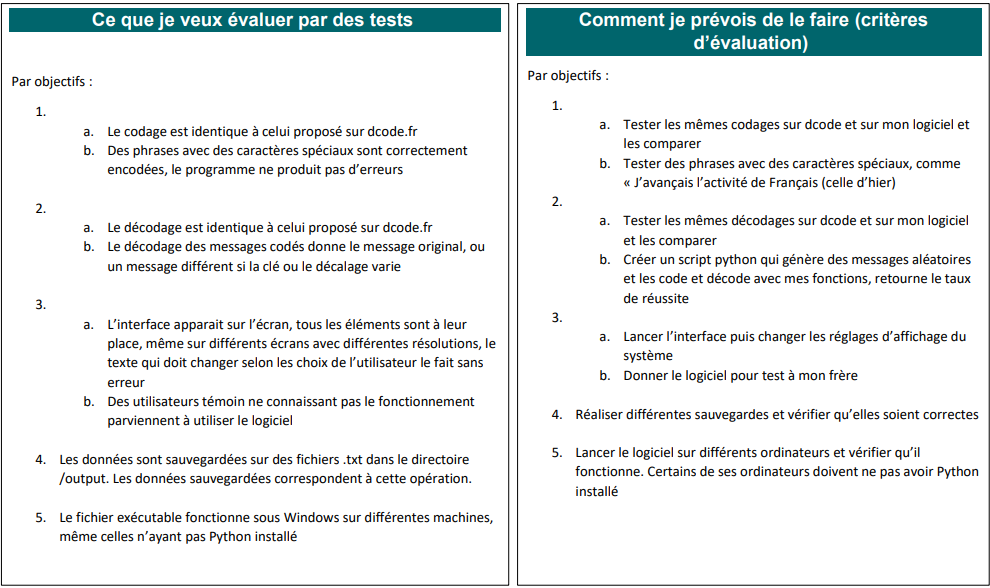 Ce que je veux évaluer par des tests
Par objectifs :
1.
a. Le codage est identique à celui proposé sur dcode.fr
b. Des phrases avec des caractères spéciaux sont correctement
encodées, le programme ne produit pas d'erreurs
2.
a. Le décodage est identique à celui proposé sur dcode.fr
b. Le décodage des messages codés donne le message original, ou
un message différent si la clé ou le décalage varie
3.
a. L'interface apparait sur l'écran, tous les éléments sont à leur
place, même sur différents écrans avec différentes résolutions, le
texte qui doit changer selon les choix de l'utilisateur le fait sans
erreur
b. Des utilisateurs témoin ne connaissant pas le fonctionnement
parviennent à utiliser le logiciel
4. Les données sont sauvegardées sur des fichiers .txt dans le directoire
/output. Les données sauvegardées correspondent à cette opération.
5. Le fichier exécutable fonctionne sous Windows sur différentes machines,
même celles n'ayant pas Python installé
Comment je prévois de le faire (critères
d'évaluation)
Par objectifs :
1.
a. Tester les mêmes codages sur dcode et sur mon logiciel et
les comparer
b. Tester des phrases avec des caractères spéciaux, comme
« J'avançais l'activité de Français (celle d'hier)
2.
a. Tester les mêmes décodages sur dcode et sur mon logiciel
et les comparer
b. Créer un script python qui génère des messages aléatoires
et les code et décode avec mes fonctions, retourne le taux
de réussite
3.
a. Lancer l'interface puis changer les réglages d'affichage du
système
b. Donner le logiciel pour test à mon frère
4. Réaliser différentes sauvegardes et vérifier qu'elles soient correctes
5. Lancer le logiciel sur différents ordinateurs et vérifier qu'il
fonctionne. Certains de ses ordinateurs doivent ne pas avoir Python
installé